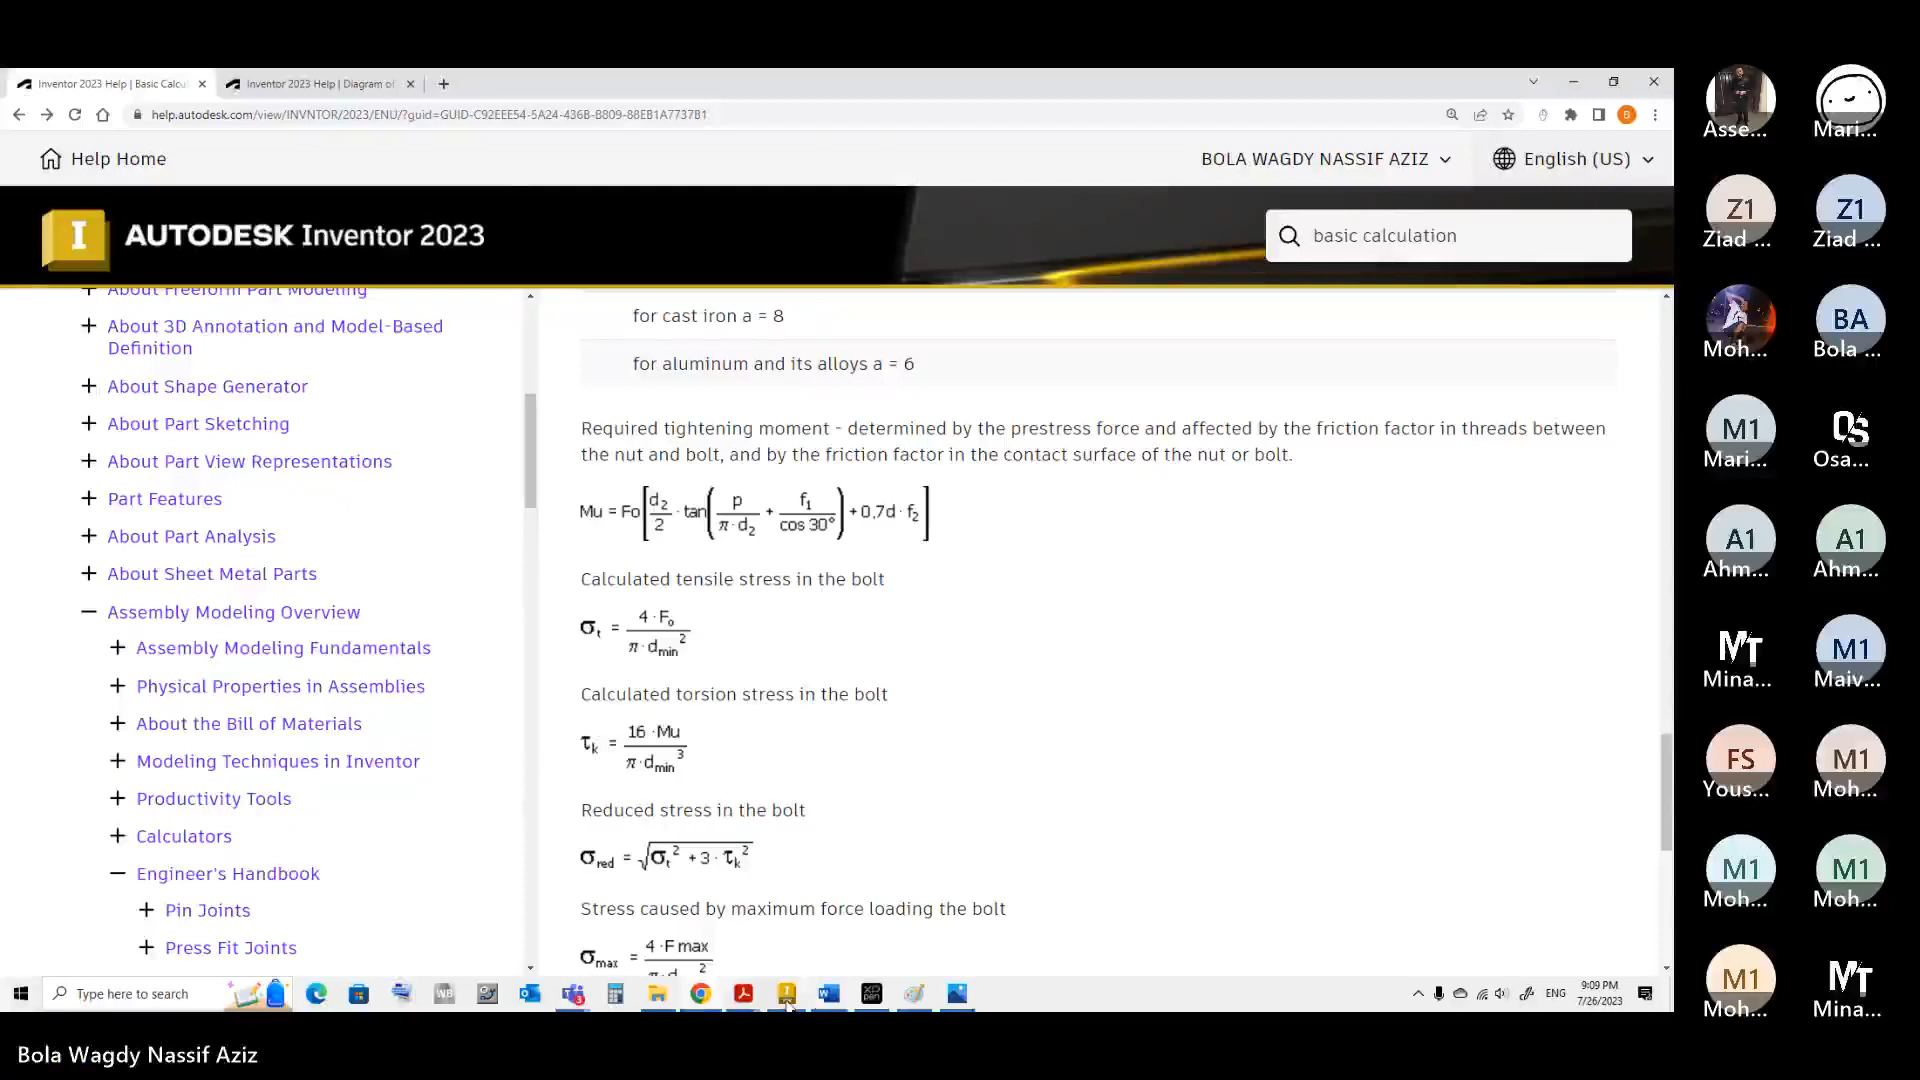 Inventor 2023 Help | Basic Calcu
Inventor 2023 Help | Diagram of
help.autodesk.com/view/INVNTOR/2023/ENU/?guid=GUID-C92EEE54-5A24-436B-B809-88EB1A7737B1
B
Help Home
BOLA WAGDY NASSIF AZIZ
English (US)
I
AUTODESK Inventor 2023
basic calculation
+ About Freeform Part Modeling
+ About 3D Annotation and Model-Based
Definition
+ About Shape Generator
+ About Part Sketching
+ About Part View Representations
+ Part Features
+ About Part Analysis
+ About Sheet Metal Parts
− Assembly Modeling Overview
+ Assembly Modeling Fundamentals
+ Physical Properties in Assemblies
+ About the Bill of Materials
+ Modeling Techniques in Inventor
+ Productivity Tools
+ Calculators
− Engineer's Handbook
+ Pin Joints
+ Press Fit Joints
for cast iron a = 8
for aluminum and its alloys a = 6
Required tightening moment - determined by the prestress force and affected by the friction factor in threads between
the nut and bolt, and by the friction factor in the contact surface of the nut or bolt.
Mu = Fo[d₂/2 · tan(p/(π · d₂) + f₁/cos 30°) + 0,7d · f₂]
Calculated tensile stress in the bolt
σt = 4 · Fo / π · dmin²
Calculated torsion stress in the bolt
τk = 16 · Mu / π · dmin³
Reduced stress in the bolt
σred = √(σt² + 3 · τk²)
Stress caused by maximum force loading the bolt
σmax = 4 · F max / π · d ²
Type here to search
WB
3
xp
pen
ENG
9:09 PM
7/26/2023
Asse...
Mari...
Z1
Ziad ...
Z1
Ziad ...
Moh...
BA
Bola ...
M1
Mari...
OS
Osa...
A1
Ahm...
A1
Ahm...
MT
Mina...
M1
Maiv...
FS
Yous...
M1
Moh...
M1
Moh...
M1
Moh...
M1
Moh...
MT
Mina...
Bola Wagdy Nassif Aziz